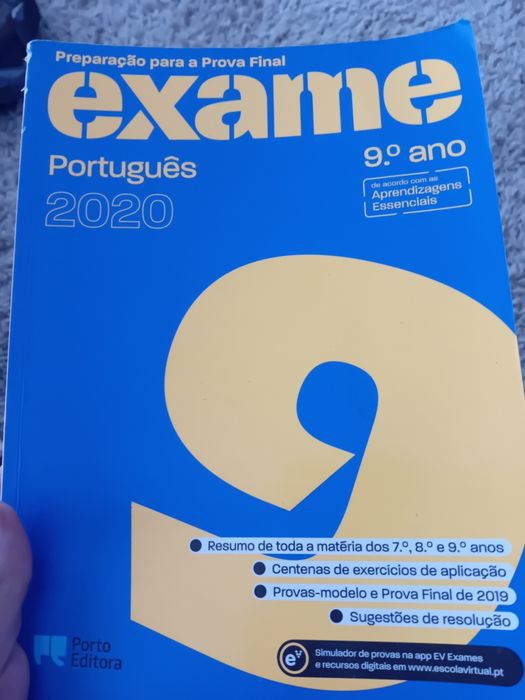 Preparação para a Prova Final
exame
Português
9.º ano
2020
de acordo com as
Aprendizagens
Essenciais
9
Resumo de toda a matéria dos 7.º, 8.º e 9.º anos
Centenas de exercícios de aplicação
Provas-modelo e Prova Final de 2019
Sugestões de resolução
Porto
Editora
ev
Simulador de provas na app EV Exames
e recursos digitais em www.escolavirtual.pt